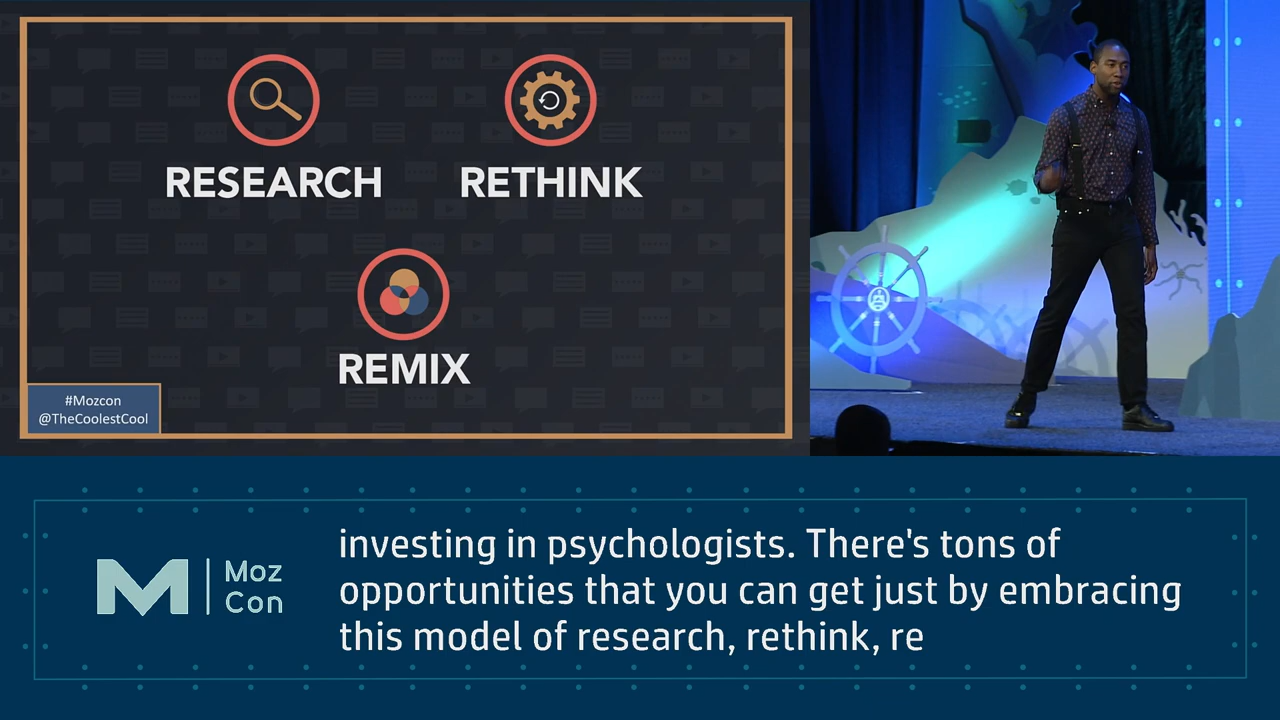 RESEARCH
RETHINK
REMIX
#Mozcon
@TheCoolestCool
Moz
Con
investing in psychologists. There's tons of
opportunities that you can get just by embracing
this model of research, rethink, re